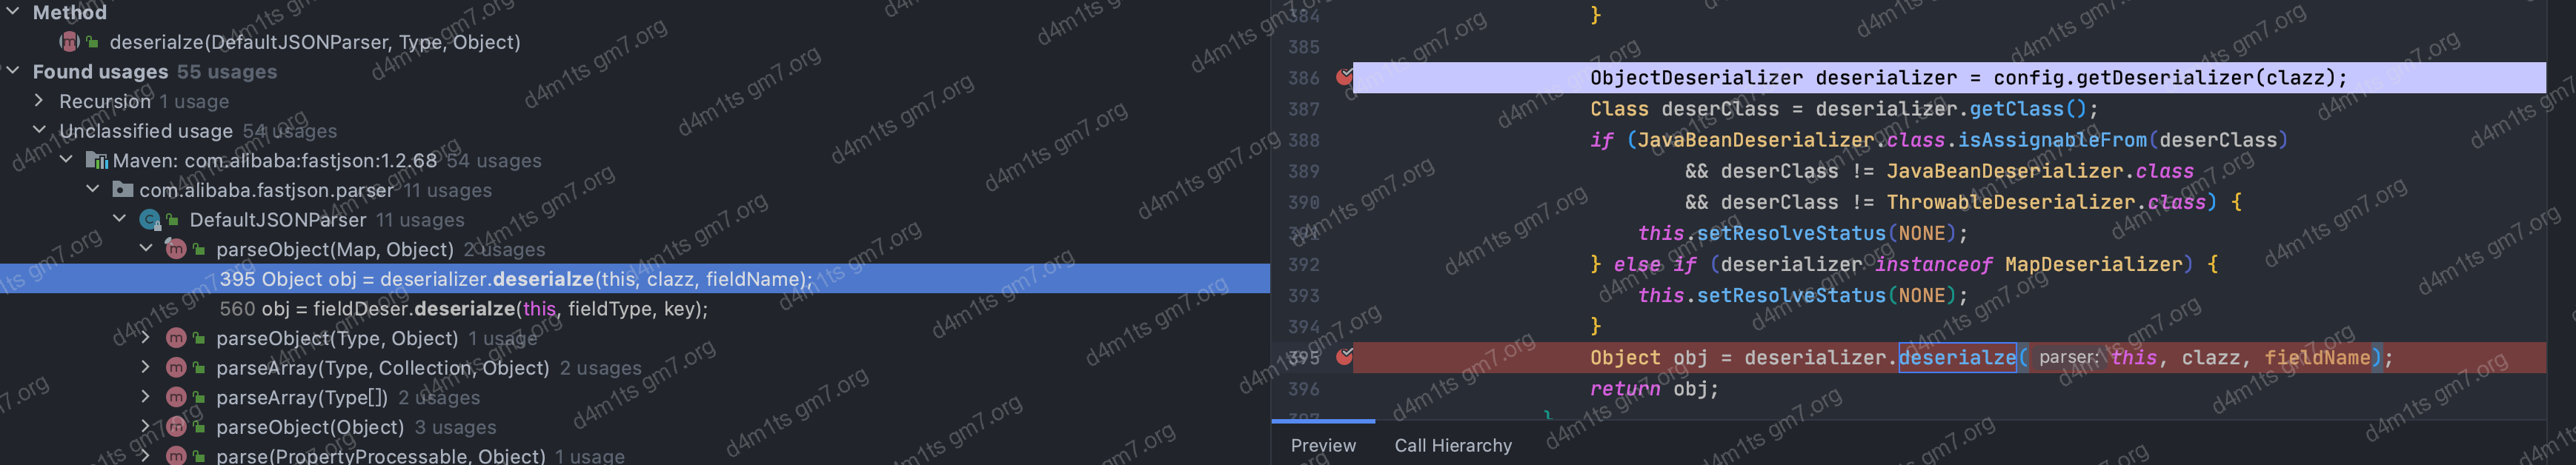 Method
deserialze(DefaultJSONParser, Type, Object)
Found usages 55 usages
Recursion 1 usage
Unclassified usage 54 usages
Maven: com.alibaba:fastjson:1.2.68 54 usages
com.alibaba.fastjson.parser 11 usages
DefaultJSONParser 11 usages
parseObject(Map, Object) 2 usages
395 Object obj = deserializer.deserialze(this, clazz, fieldName);
560 obj = fieldDeser.deserialze(this, fieldType, key);
parseObject(Type, Object) 1 usage
parseArray(Type, Collection, Object) 2 usages
parseArray(Type[]) 2 usages
parseObject(Object) 3 usages
parse(PropertyProcessable, Object) 1 usage
384 }
385
386 ObjectDeserializer deserializer = config.getDeserializer(clazz);
387 Class deserClass = deserializer.getClass();
388 if (JavaBeanDeserializer.class.isAssignableFrom(deserClass)
389 && deserClass != JavaBeanDeserializer.class
390 && deserClass != ThrowableDeserializer.class) {
391 this.setResolveStatus(NONE);
392 } else if (deserializer instanceof MapDeserializer) {
393 this.setResolveStatus(NONE);
394 }
395 Object obj = deserializer.deserialze( parser: this, clazz, fieldName);
396 return obj;
397 }
Preview Call Hierarchy
d4m1ts gm7.org